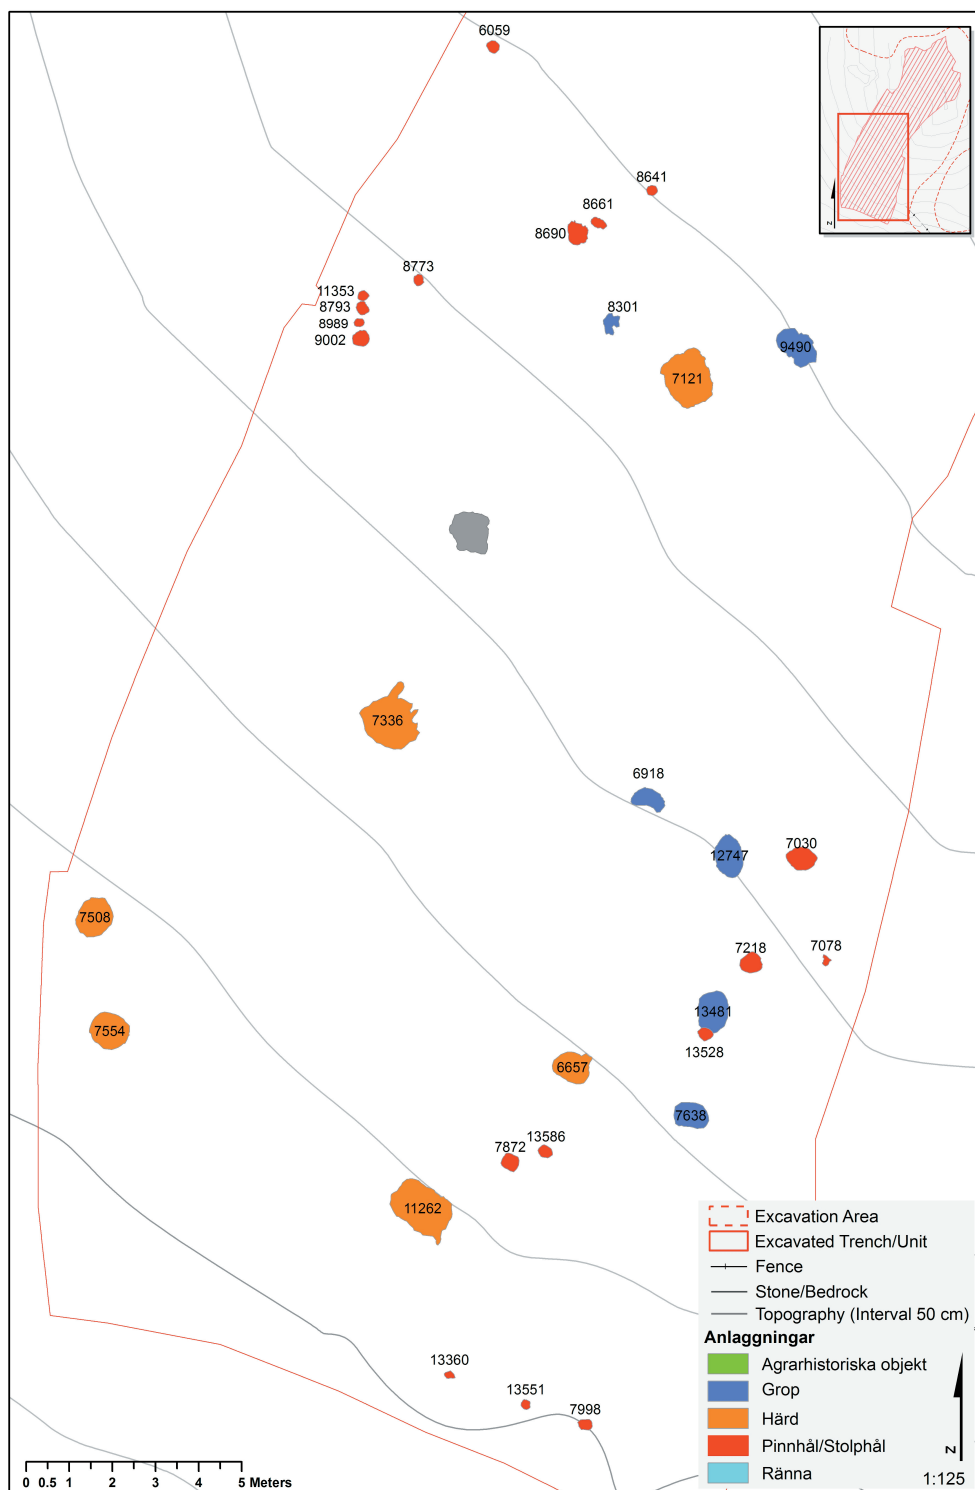 6059
8641
8661
8690
8773
11353
8793
8301
8989
9002
9490
7121
7336
6918
7030
12747
7508
7218
7078
13481
7554
13528
6657
7638
13586
7872
11262
13360
13551
7998
N
Excavation Area
Excavated Trench/Unit
Fence
Stone/Bedrock
Topography (Interval 50 cm)
Anlaggningar
Agrarhistoriska objekt
Grop
Härd
Pinnhål/Stolphål
Ränna
N
1:125
0 0.5 1 2 3 4 5 Meters